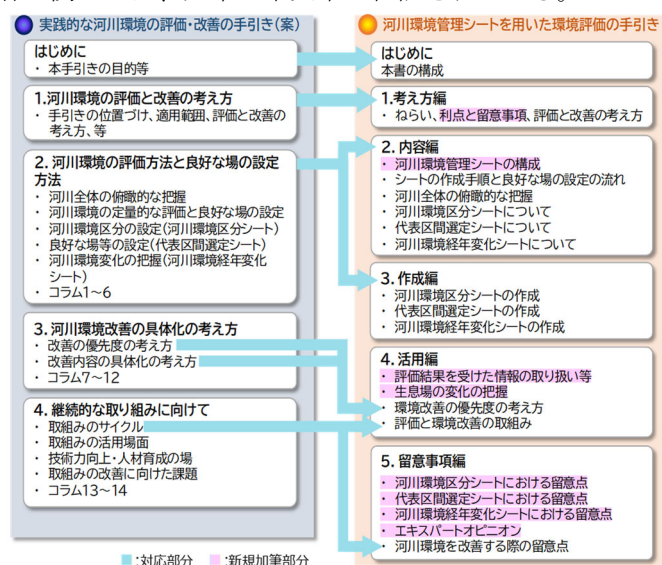 実践的な河川環境の評価・改善の手引き(案)
はじめに
・ 本手引きの目的等
1.河川環境の評価と改善の考え方
・ 手引きの位置づけ、適用範囲、評価と改善の
考え方、等
2. 河川環境の評価方法と良好な場の設定
方法
・ 河川全体の俯瞰的な把握
・ 河川環境の定量的な評価と良好な場の設定
・ 河川環境区分の設定(河川環境区分シート)
・ 良好な場等の設定(代表区間選定シート)
・ 河川環境変化の把握(河川環境経年変化
シート)
・ コラム1～6
3. 河川環境改善の具体化の考え方
・ 改善の優先度の考え方
・ 改善内容の具体化の考え方
・ コラム7～12
4. 継続的な取り組みに向けて
・ 取組みのサイクル
・ 取組みの活用場面
・ 技術力向上・人材育成の場
・ 取組みの改善に向けた課題
・ コラム13～14
河川環境管理シートを用いた環境評価の手引き
はじめに
本書の構成
1.考え方編
・ ねらい、利点と留意事項、評価と改善の考え方
2. 内容編
・ 河川環境管理シートの構成
・ シートの作成手順と良好な場の設定の流れ
・ 河川全体の俯瞰的な把握
・ 河川環境区分シートについて
・ 代表区間選定シートについて
・ 河川環境経年変化シートについて
3. 作成編
・ 河川環境区分シートの作成
・ 代表区間選定シートの作成
・ 河川環境経年変化シートの作成
4. 活用編
・ 評価結果を受けた情報の取り扱い等
・ 生息場の変化の把握
・ 環境改善の優先度の考え方
・ 評価と環境改善の取組み
5. 留意事項編
・ 河川環境区分シートにおける留意点
・ 代表区間選定シートにおける留意点
・ 河川環境経年変化シートにおける留意点
・ エキスパートオピニオン
・ 河川環境を改善する際の留意点
:対応部分 :新規加筆部分